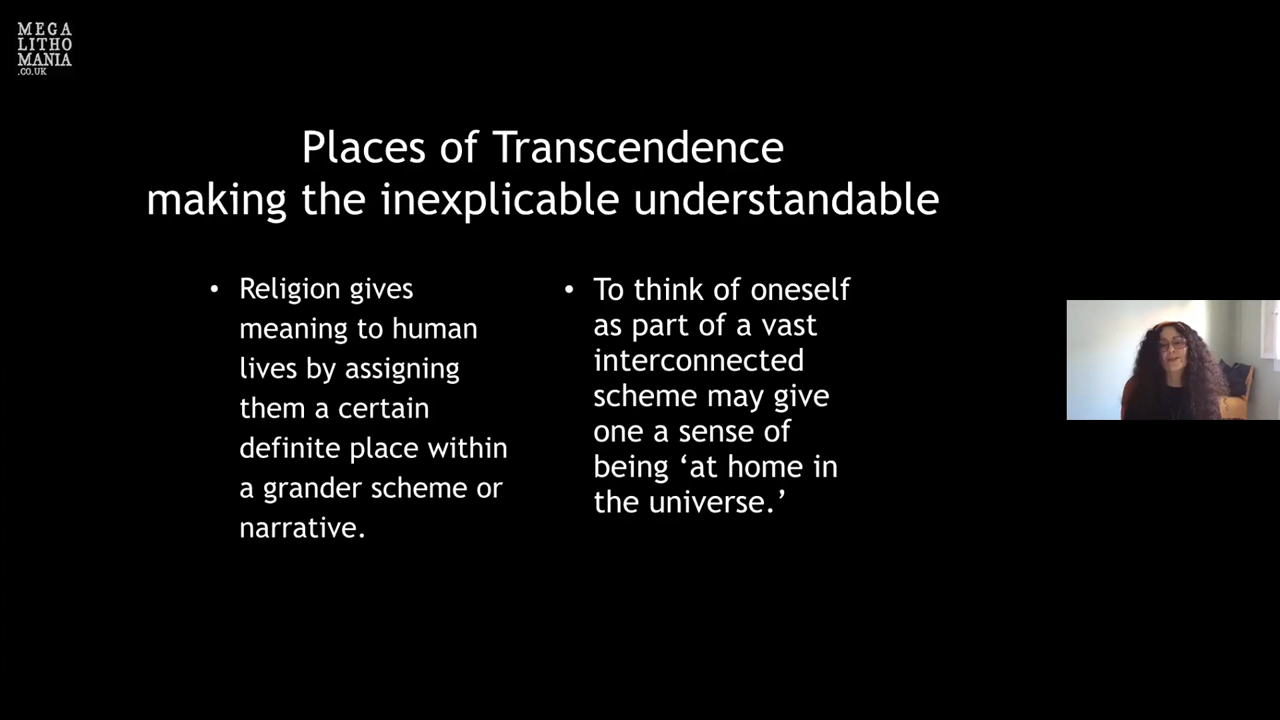 MEGA
LITHO
MANIA
.CO.UK
Places of Transcendence
making the inexplicable understandable
• Religion gives
meaning to human
lives by assigning
them a certain
definite place within
a grander scheme or
narrative.
• To think of oneself
as part of a vast
interconnected
scheme may give
one a sense of
being ‘at home in
the universe.’